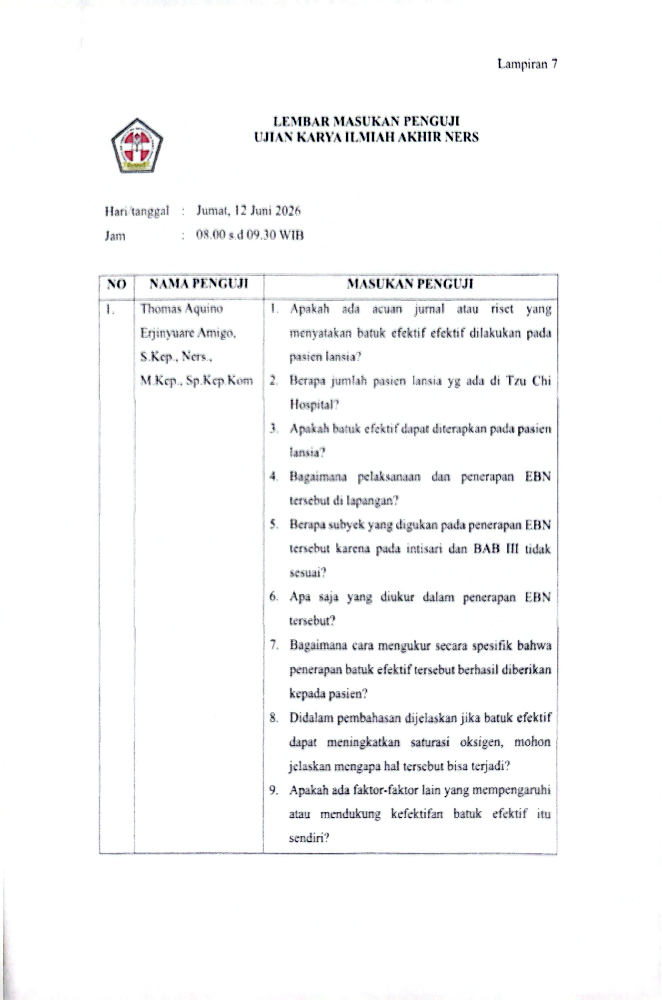 Lampiran 7
LEMBAR MASUKAN PENGUJI
UJIAN KARYA ILMIAH AKHIR NERS
Hari/tanggal : Jumat, 12 Juni 2026
Jam : 08.00 s.d 09.30 WIB
NO NAMA PENGUJI MASUKAN PENGUJI
1. Thomas Aquino
Erjinyuare Amigo,
S.Kep., Ners.,
M.Kep., Sp.Kep.Kom
1. Apakah ada acuan jurnal atau riset yang
menyatakan batuk efektif efektif dilakukan pada
pasien lansia?
2. Berapa jumlah pasien lansia yg ada di Tzu Chi
Hospital?
3. Apakah batuk efektif dapat diterapkan pada pasien
lansia?
4. Bagaimana pelaksanaan dan penerapan EBN
tersebut di lapangan?
5. Berapa subyek yang digukan pada penerapan EBN
tersebut karena pada intisari dan BAB III tidak
sesuai?
6. Apa saja yang diukur dalam penerapan EBN
tersebut?
7. Bagaimana cara mengukur secara spesifik bahwa
penerapan batuk efektif tersebut berhasil diberikan
kepada pasien?
8. Didalam pembahasan dijelaskan jika batuk efektif
dapat meningkatkan saturasi oksigen, mohon
jelaskan mengapa hal tersebut bisa terjadi?
9. Apakah ada faktor-faktor lain yang mempengaruhi
atau mendukung kefektifan batuk efektif itu
sendiri?